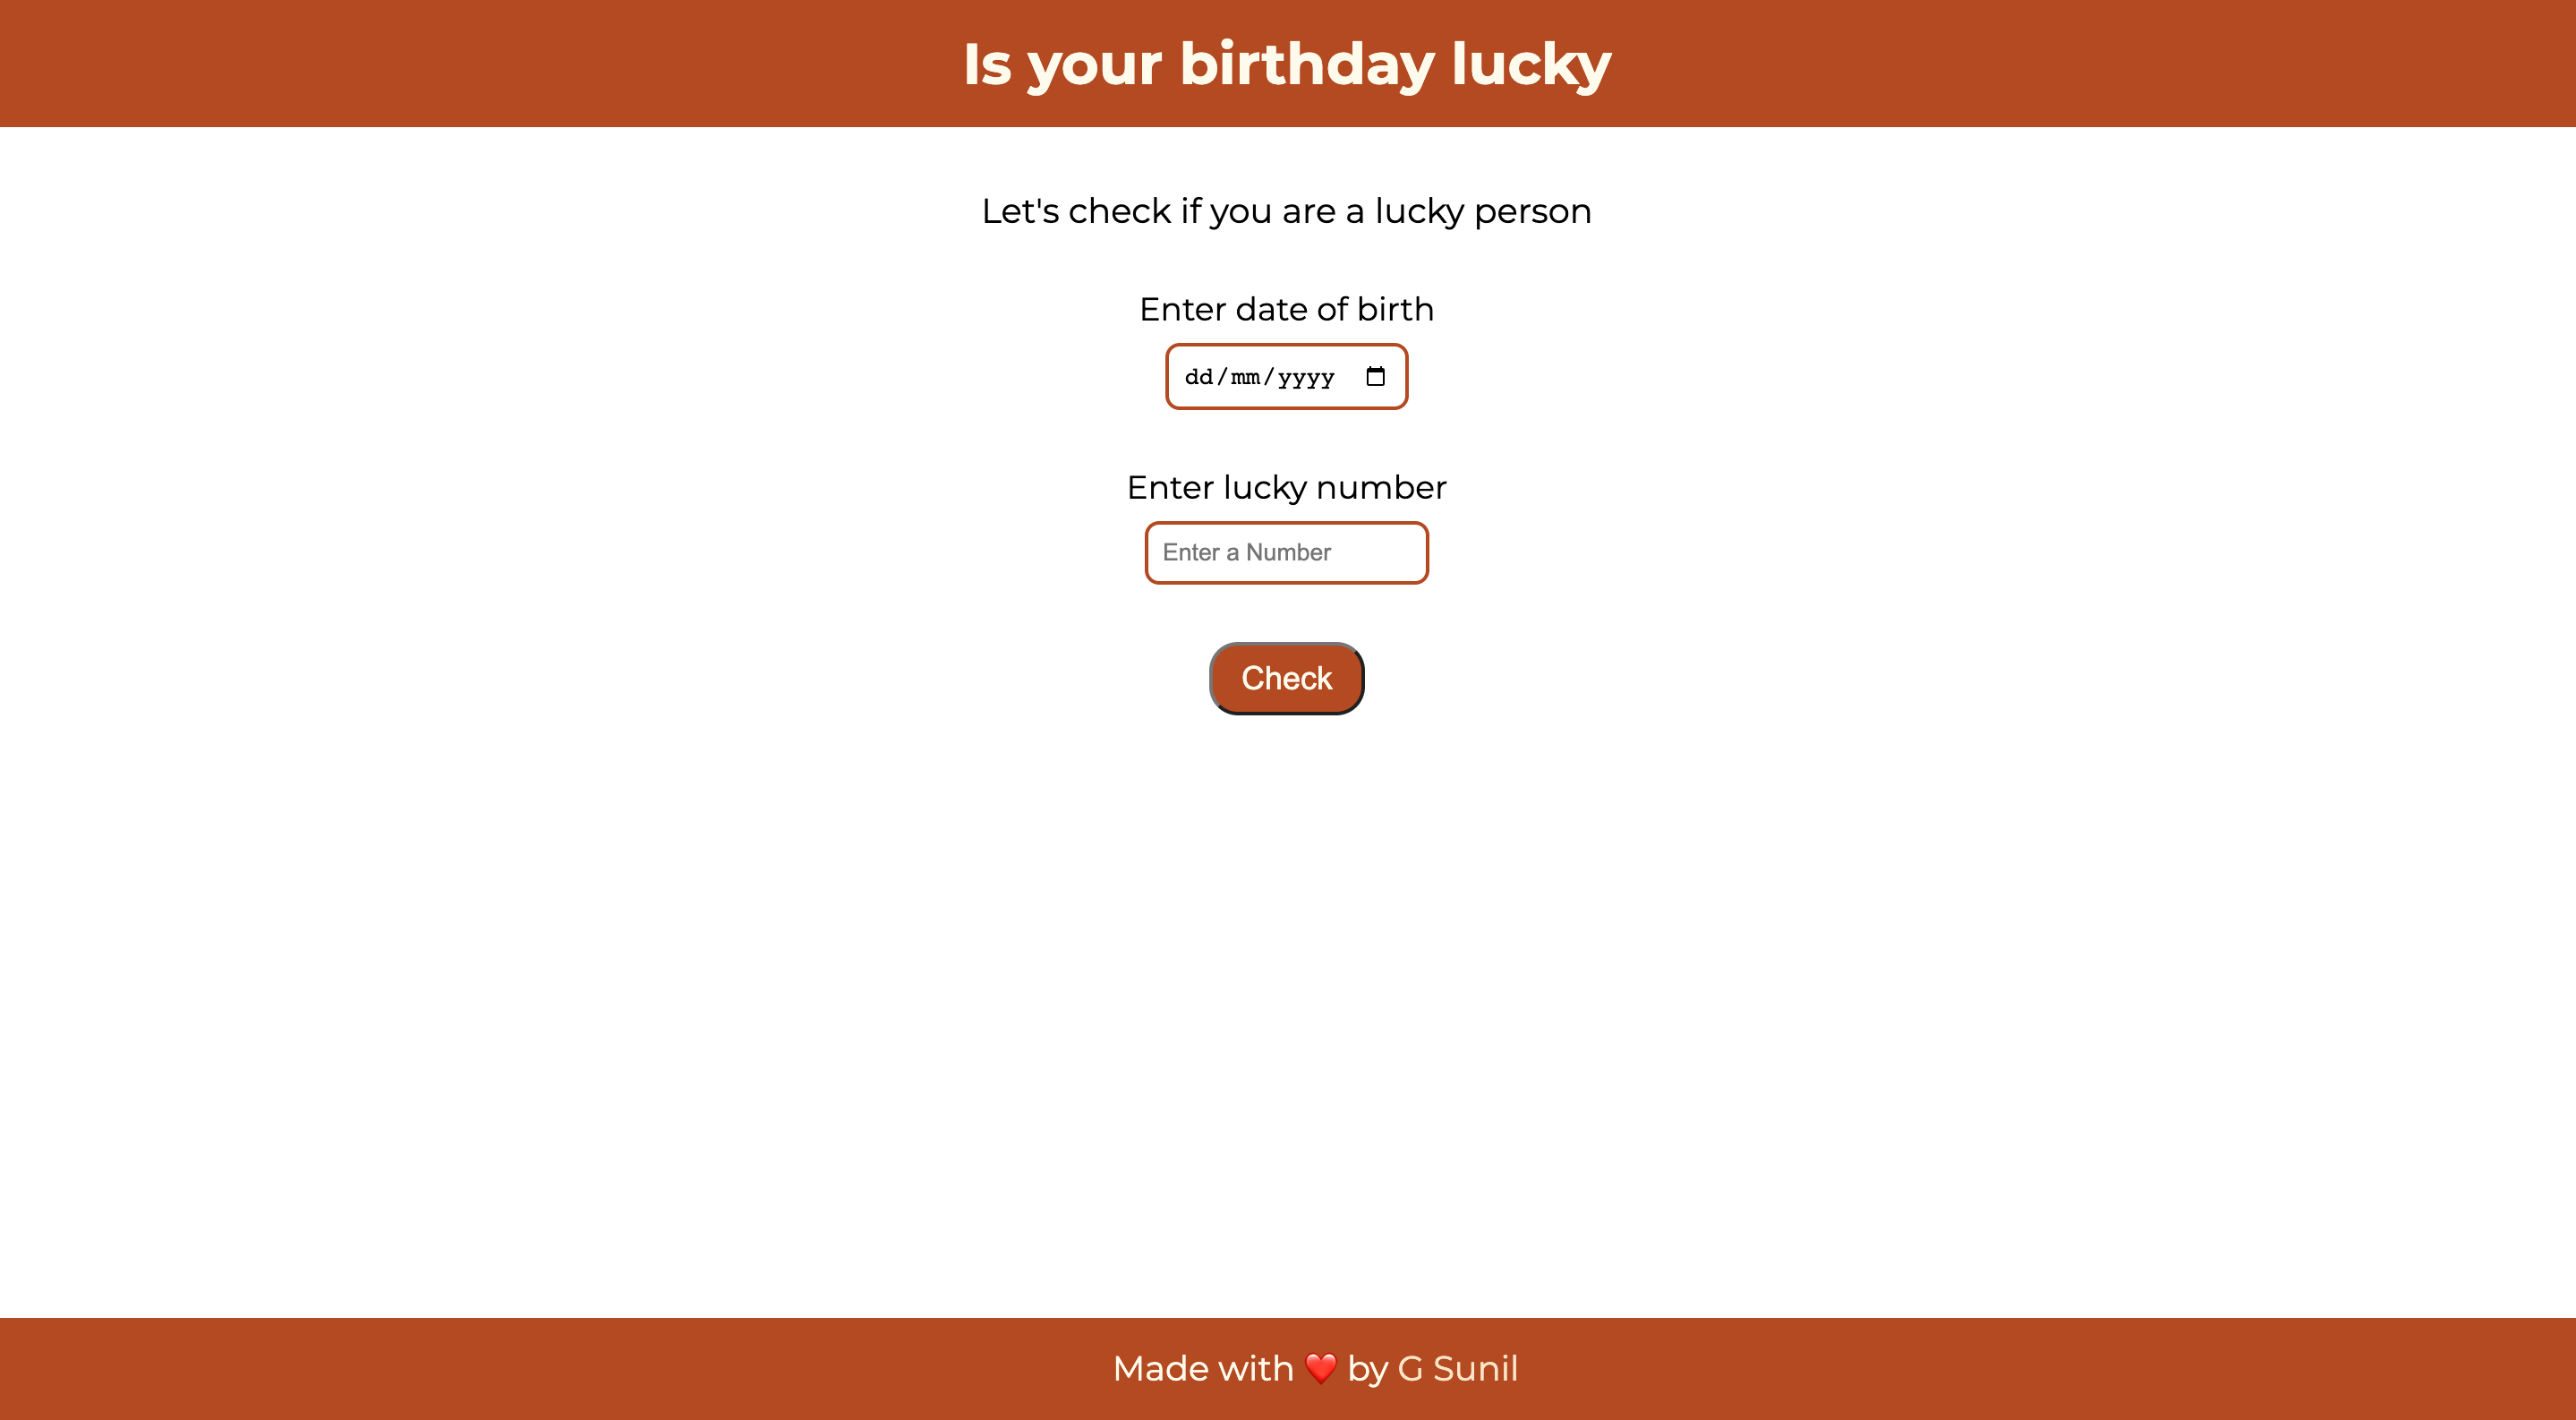 Is your birthday lucky
Let's check if you are a lucky person
Enter date of birth
dd/mm/yyyy
Enter lucky number
Enter a Number
Check
Made with ❤️ by G Sunil